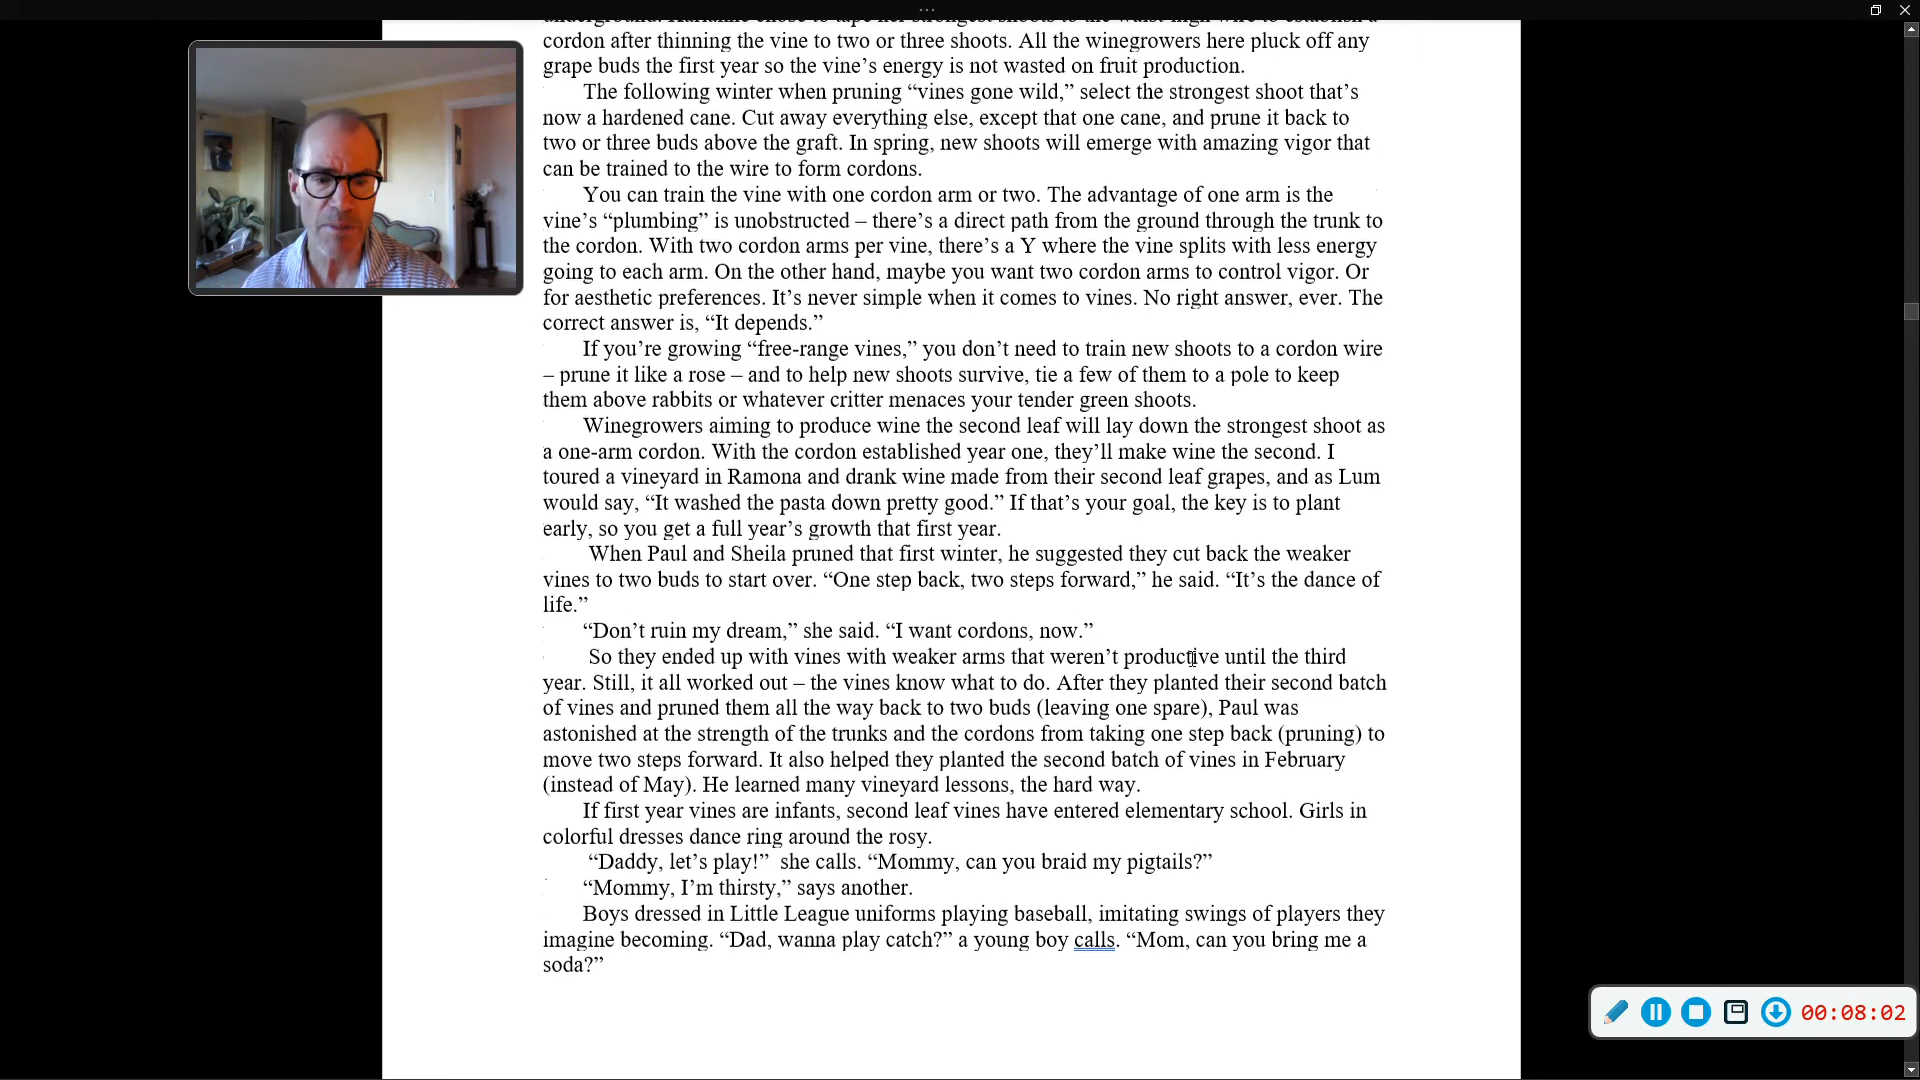 underground. Karianne chose to tape her strongest shoots to the waist-high wire to establish a
cordon after thinning the vine to two or three shoots. All the winegrowers here pluck off any
grape buds the first year so the vine’s energy is not wasted on fruit production.
The following winter when pruning “vines gone wild,” select the strongest shoot that’s
now a hardened cane. Cut away everything else, except that one cane, and prune it back to
two or three buds above the graft. In spring, new shoots will emerge with amazing vigor that
can be trained to the wire to form cordons.
You can train the vine with one cordon arm or two. The advantage of one arm is the
vine’s “plumbing” is unobstructed – there’s a direct path from the ground through the trunk to
the cordon. With two cordon arms per vine, there’s a Y where the vine splits with less energy
going to each arm. On the other hand, maybe you want two cordon arms to control vigor. Or
for aesthetic preferences. It’s never simple when it comes to vines. No right answer, ever. The
correct answer is, “It depends.”
If you’re growing “free-range vines,” you don’t need to train new shoots to a cordon wire
– prune it like a rose – and to help new shoots survive, tie a few of them to a pole to keep
them above rabbits or whatever critter menaces your tender green shoots.
Winegrowers aiming to produce wine the second leaf will lay down the strongest shoot as
a one-arm cordon. With the cordon established year one, they’ll make wine the second. I
toured a vineyard in Ramona and drank wine made from their second leaf grapes, and as Lum
would say, “It washed the pasta down pretty good.” If that’s your goal, the key is to plant
early, so you get a full year’s growth that first year.
When Paul and Sheila pruned that first winter, he suggested they cut back the weaker
vines to two buds to start over. “One step back, two steps forward,” he said. “It’s the dance of
life.”
“Don’t ruin my dream,” she said. “I want cordons, now.”
So they ended up with vines with weaker arms that weren’t productive until the third
year. Still, it all worked out – the vines know what to do. After they planted their second batch
of vines and pruned them all the way back to two buds (leaving one spare), Paul was
astonished at the strength of the trunks and the cordons from taking one step back (pruning) to
move two steps forward. It also helped they planted the second batch of vines in February
(instead of May). He learned many vineyard lessons, the hard way.
If first year vines are infants, second leaf vines have entered elementary school. Girls in
colorful dresses dance ring around the rosy.
“Daddy, let’s play!”  she calls. “Mommy, can you braid my pigtails?”
“Mommy, I’m thirsty,” says another.
Boys dressed in Little League uniforms playing baseball, imitating swings of players they
imagine becoming. “Dad, wanna play catch?” a young boy calls. “Mom, can you bring me a
soda?”
00:08:02